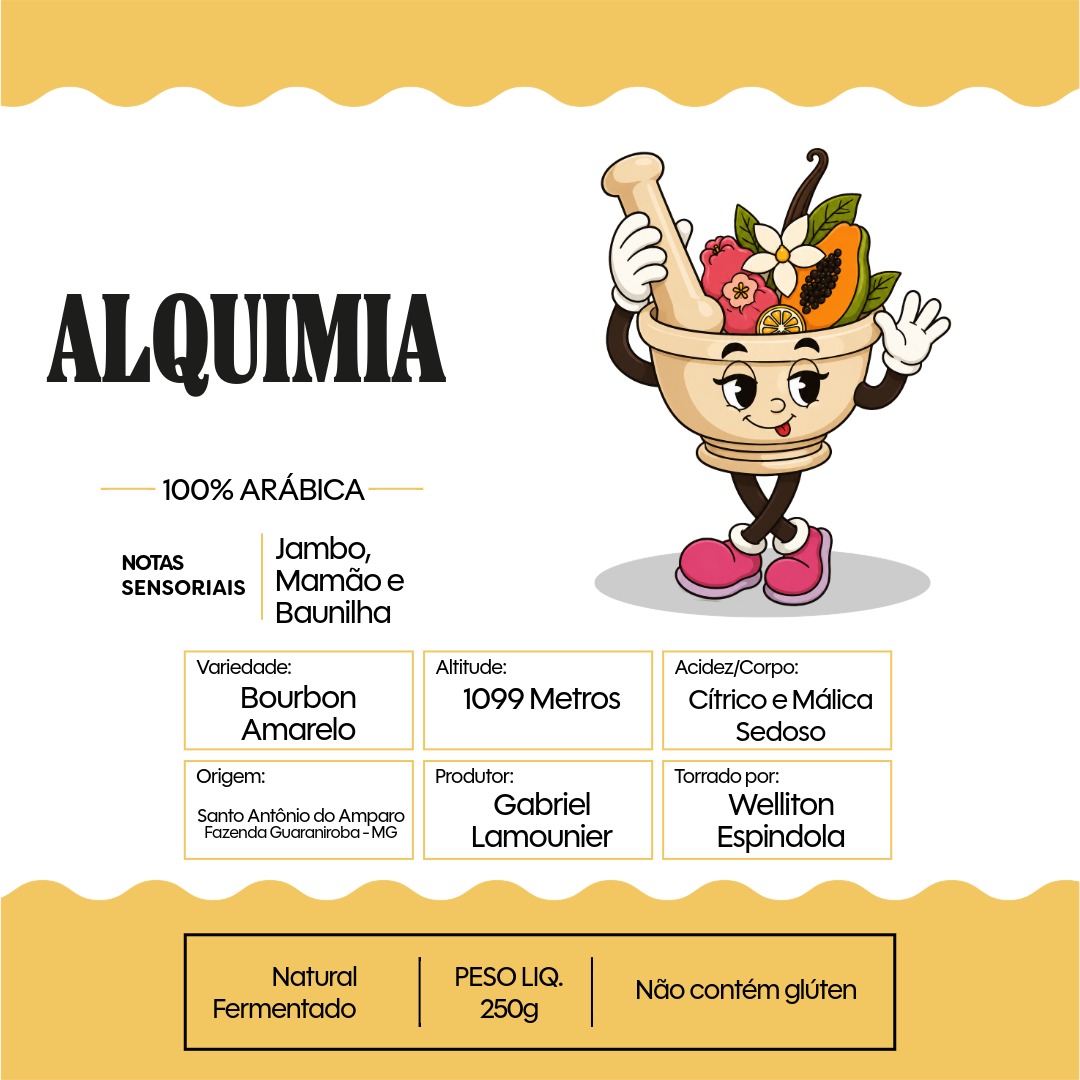 ALQUIMIA
100% ARÁBICA
NOTAS
SENSORIAIS
Jambo,
Mamão e
Baunilha
Variedade:
Bourbon
Amarelo
Altitude:
1099 Metros
Acidez/Corpo:
Cítrico e Málica
Sedoso
Origem:
Santo Antônio do Amparo
Fazenda Guaraniroba - MG
Produtor:
Gabriel
Lamounier
Torrado por:
Welliton
Espindola
Natural
Fermentado
PESO LIQ.
250g
Não contém glúten